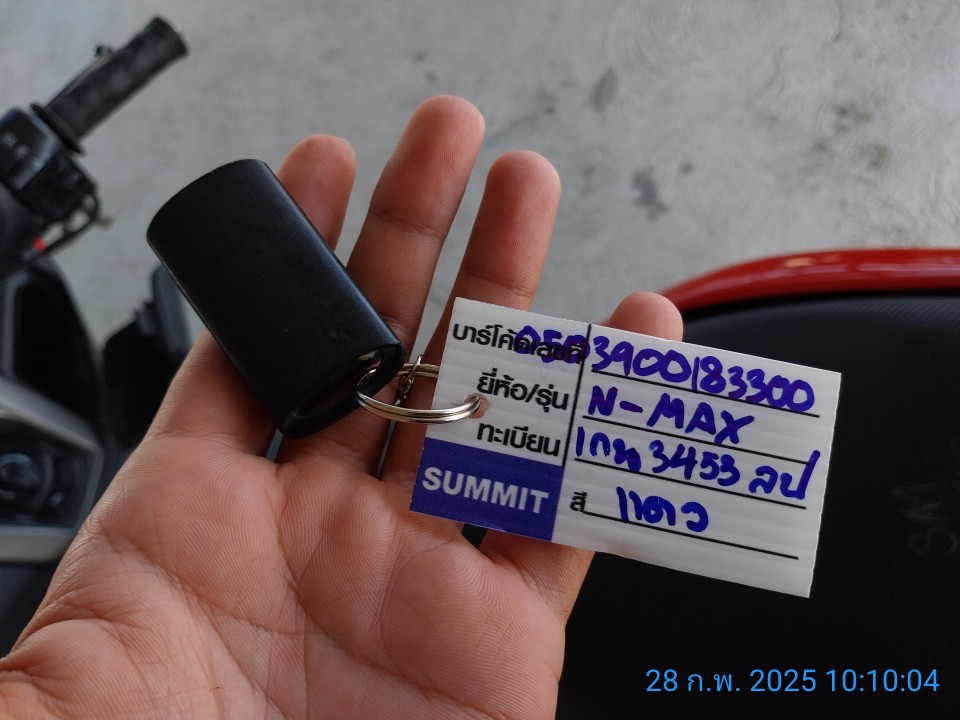 บาร์โค้ดเลขที่ 0503900183300
ยี่ห้อ/รุ่น N-MAX
ทะเบียน 1กน 3453 ลป
SUMMIT
สี แดง
28 ก.พ. 2025 10:10:04